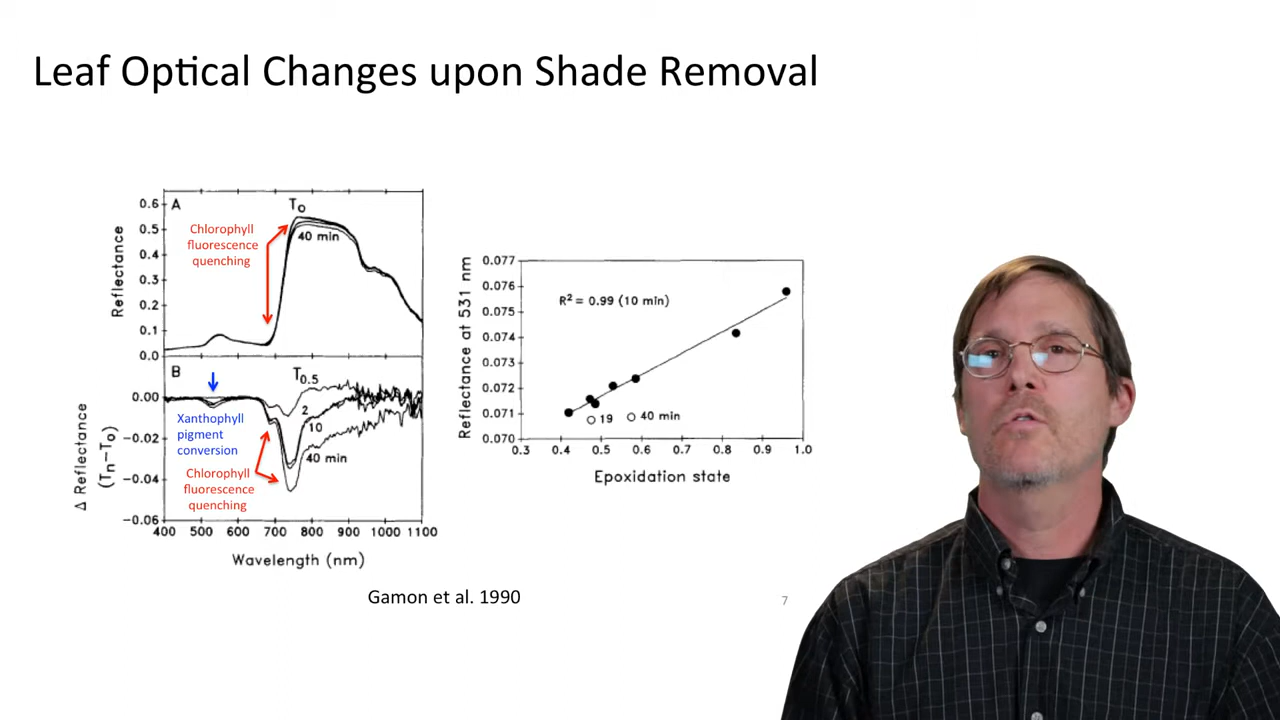 Leaf Optical Changes upon Shade Removal
Reflectance
0.6
0.5
0.4
0.3
0.2
0.1
0.0
A
T0
40 min
Chlorophyll
fluorescence
quenching
Δ Reflectance
(Tn−T0)
0.00
−0.02
−0.04
−0.06
B
T0.5
2
10
40 min
Xanthophyll
pigment
conversion
Chlorophyll
fluorescence
quenching
400 500 600 700 800 900 1000 1100
Wavelength (nm)
Reflectance at 531 nm
0.077
0.076
0.075
0.074
0.073
0.072
0.071
0.070
R2 = 0.99 (10 min)
19 40 min
0.3 0.4 0.5 0.6 0.7 0.8 0.9 1.0
Epoxidation state
Gamon et al. 1990
7